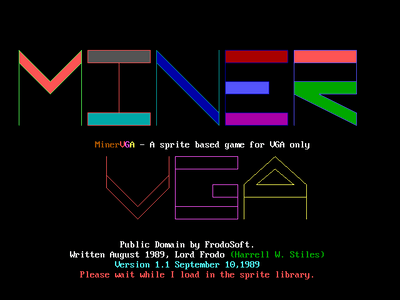 MINER
MinerVGA - A sprite based game for VGA only
VGA
Public Domain by FrodoSoft.
Written August 1989, Lord Frodo (Harrell W. Stiles)
Version 1.1 September 10,1989
Please wait while I load in the sprite library.